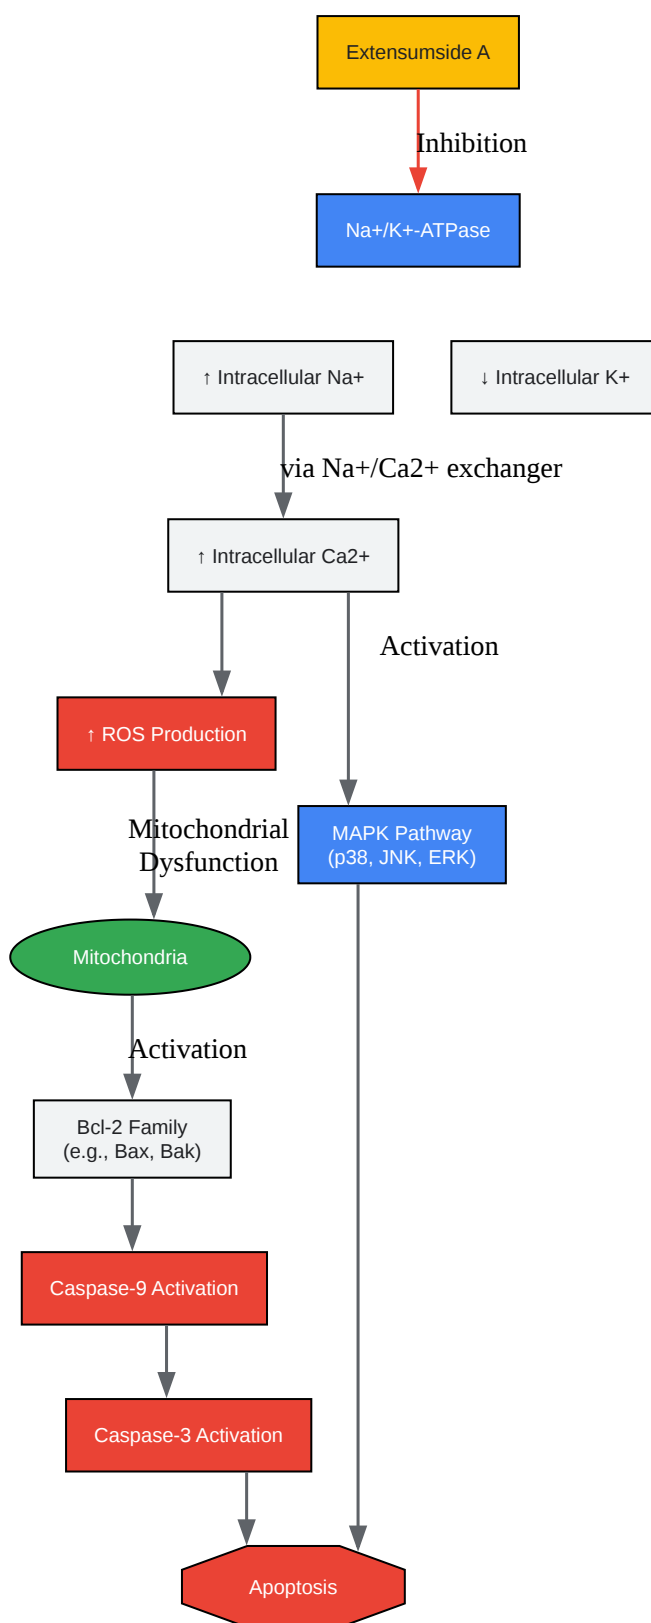 Extensumside A
Inhibition
Na+/K+-ATPase
↑ Intracellular Na+
↓ Intracellular K+
via Na+/Ca2+ exchanger
↑ Intracellular Ca2+
Activation
↑ ROS Production
Mitochondrial
Dysfunction
MAPK Pathway
(p38, JNK, ERK)
Mitochondria
Activation
Bcl-2 Family
(e.g., Bax, Bak)
Caspase-9 Activation
Caspase-3 Activation
Apoptosis